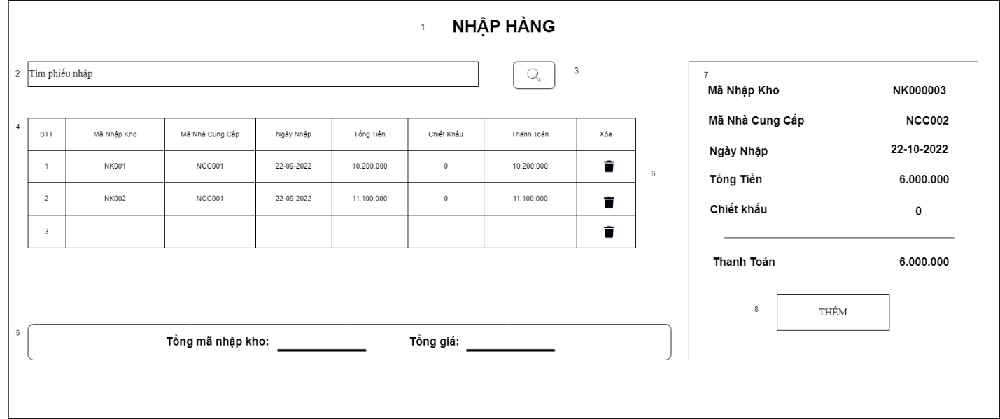 1 NHẬP HÀNG
2 Tìm phiếu nhập
3
4
STT Mã Nhập Kho Mã Nhà Cung Cấp Ngày Nhập Tổng Tiền Chiết Khấu Thanh Toán Xóa
1 NK001 NCC001 22-09-2022 10.200.000 0 10.200.000
6
2 NK002 NCC001 22-09-2022 11.100.000 0 11.100.000
3
5 Tổng mã nhập kho: Tổng giá:
7
Mã Nhập Kho NK000003
Mã Nhà Cung Cấp NCC002
Ngày Nhập 22-10-2022
Tổng Tiền 6.000.000
Chiết khấu 0
Thanh Toán 6.000.000
8 THÊM